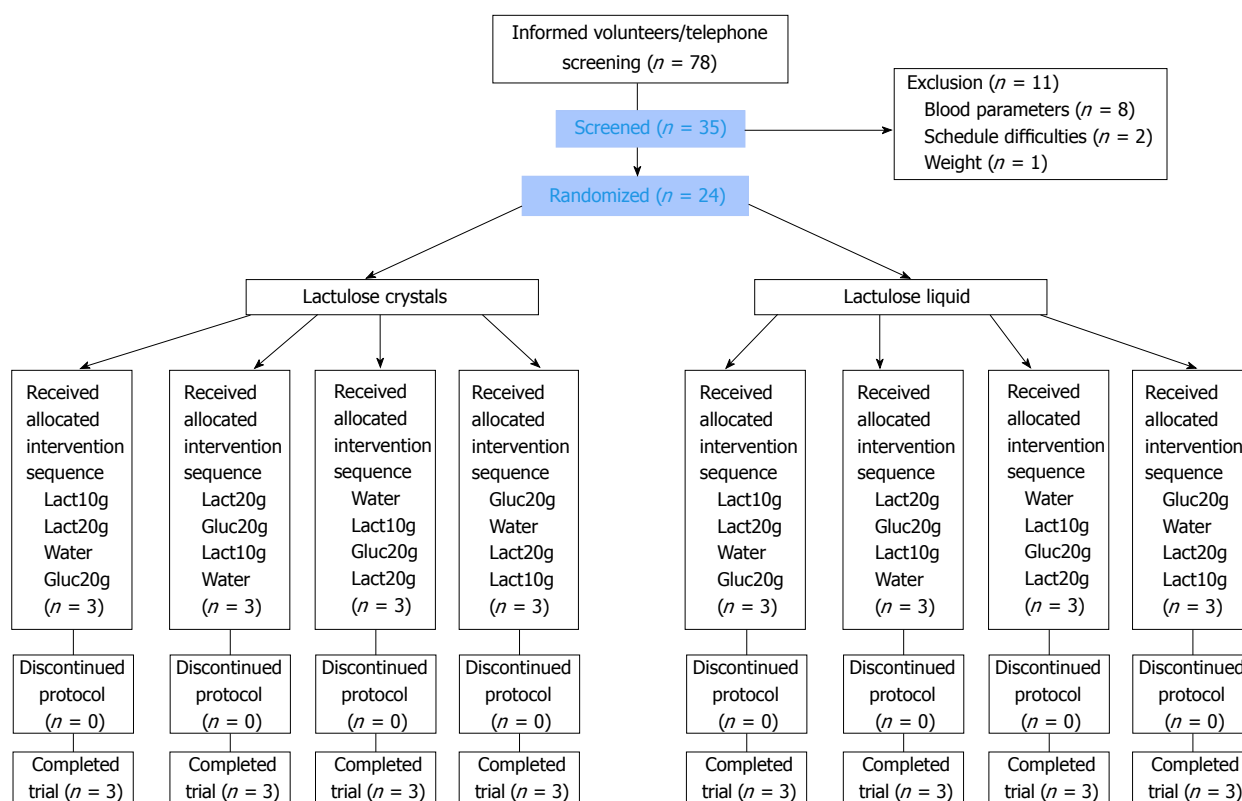 Informed volunteers/telephone
screening (n = 78)
Exclusion (n = 11)
Blood parameters (n = 8)
Schedule difficulties (n = 2)
Weight (n = 1)
Screened (n = 35)
Randomized (n = 24)
Lactulose crystals
Lactulose liquid
Received
allocated
intervention
sequence
Lact10g
Lact20g
Water
Gluc20g
(n = 3)
Received
allocated
intervention
sequence
Lact20g
Gluc20g
Lact10g
Water
(n = 3)
Received
allocated
intervention
sequence
Water
Lact10g
Gluc20g
Lact20g
(n = 3)
Received
allocated
intervention
sequence
Gluc20g
Water
Lact20g
Lact10g
(n = 3)
Received
allocated
intervention
sequence
Lact10g
Lact20g
Water
Gluc20g
(n = 3)
Received
allocated
intervention
sequence
Lact20g
Gluc20g
Lact10g
Water
(n = 3)
Received
allocated
intervention
sequence
Water
Lact10g
Gluc20g
Lact20g
(n = 3)
Received
allocated
intervention
sequence
Gluc20g
Water
Lact20g
Lact10g
(n = 3)
Discontinued
protocol
(n = 0)
Discontinued
protocol
(n = 0)
Discontinued
protocol
(n = 0)
Discontinued
protocol
(n = 0)
Discontinued
protocol
(n = 0)
Discontinued
protocol
(n = 0)
Discontinued
protocol
(n = 0)
Discontinued
protocol
(n = 0)
Completed
trial (n = 3)
Completed
trial (n = 3)
Completed
trial (n = 3)
Completed
trial (n = 3)
Completed
trial (n = 3)
Completed
trial (n = 3)
Completed
trial (n = 3)
Completed
trial (n = 3)